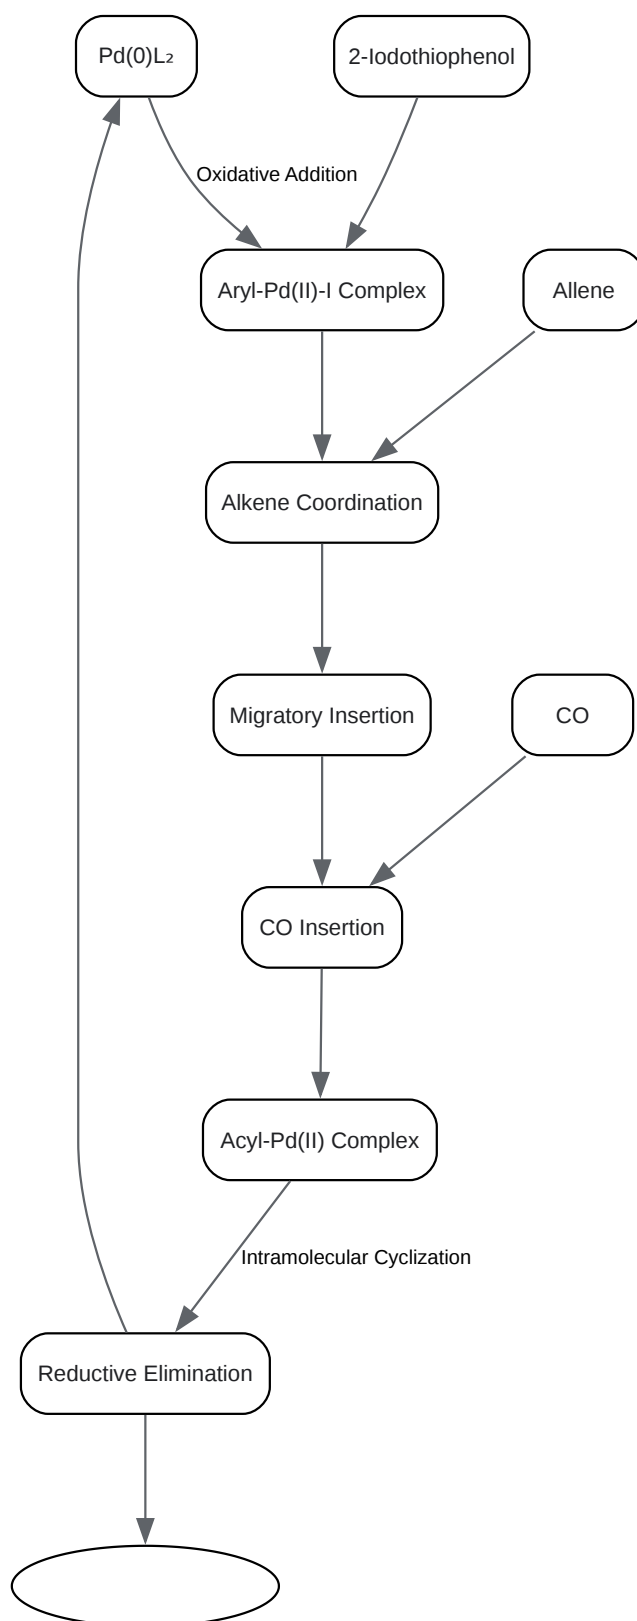 Pd(0)L₂
2-Iodothiophenol
Oxidative Addition
Aryl-Pd(II)-I Complex
Allene
Alkene Coordination
Migratory Insertion
CO
CO Insertion
Acyl-Pd(II) Complex
Intramolecular Cyclization
Reductive Elimination